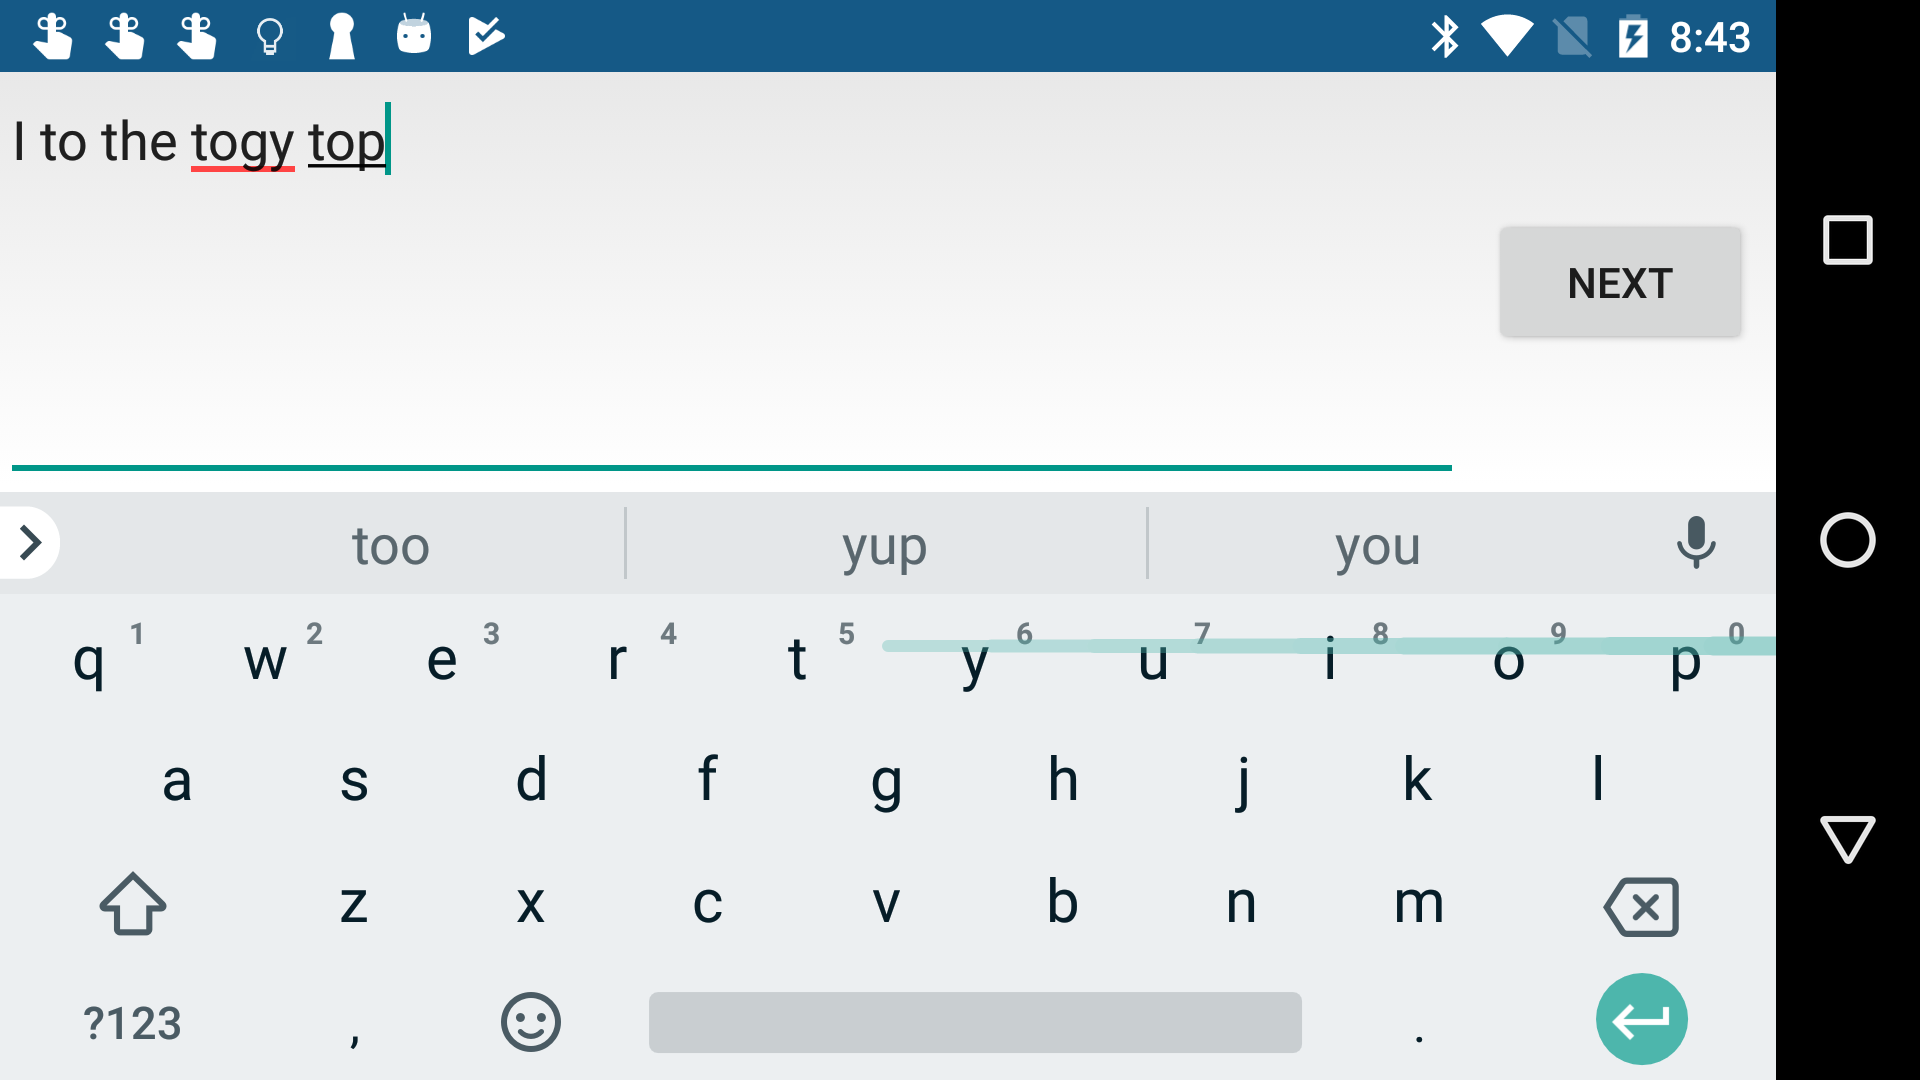 8:43
I to the togy top
NEXT
too yup you
q 1 w 2 e 3 r 4 t 5 y 6 u 7 i 8 o 9 p 0
a s d f g h j k l
z x c v b n m
?123 , .